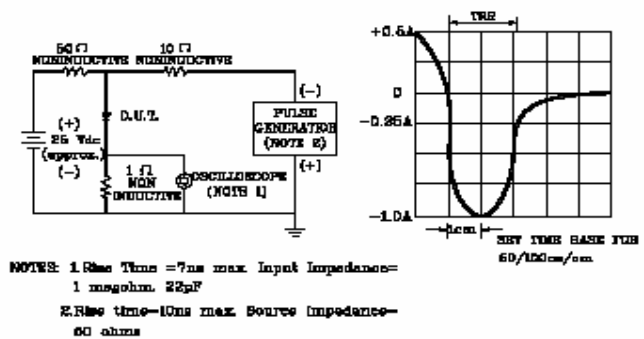 50 Ω
NONINDUCTIVE
10 Ω
NONINDUCTIVE
(+)
25 Vdc
(approx.)
(-)
D.U.T.
1 Ω
NON
INDUCTIVE
OSCILLOSCOPE
(NOTE 1)
(-)
PULSE
GENERATION
(NOTE 2)
(+)
TRR
+0.5A
0
-0.25A
-1.0A
1cm
SET TIME BASE FOR
50/100ns/cm
NOTES: 1.Rise Time =7ns max. Input Impedance=
1 megohm. 22pF
2.Rise time=10ns max. Source Impedance=
50 ohms